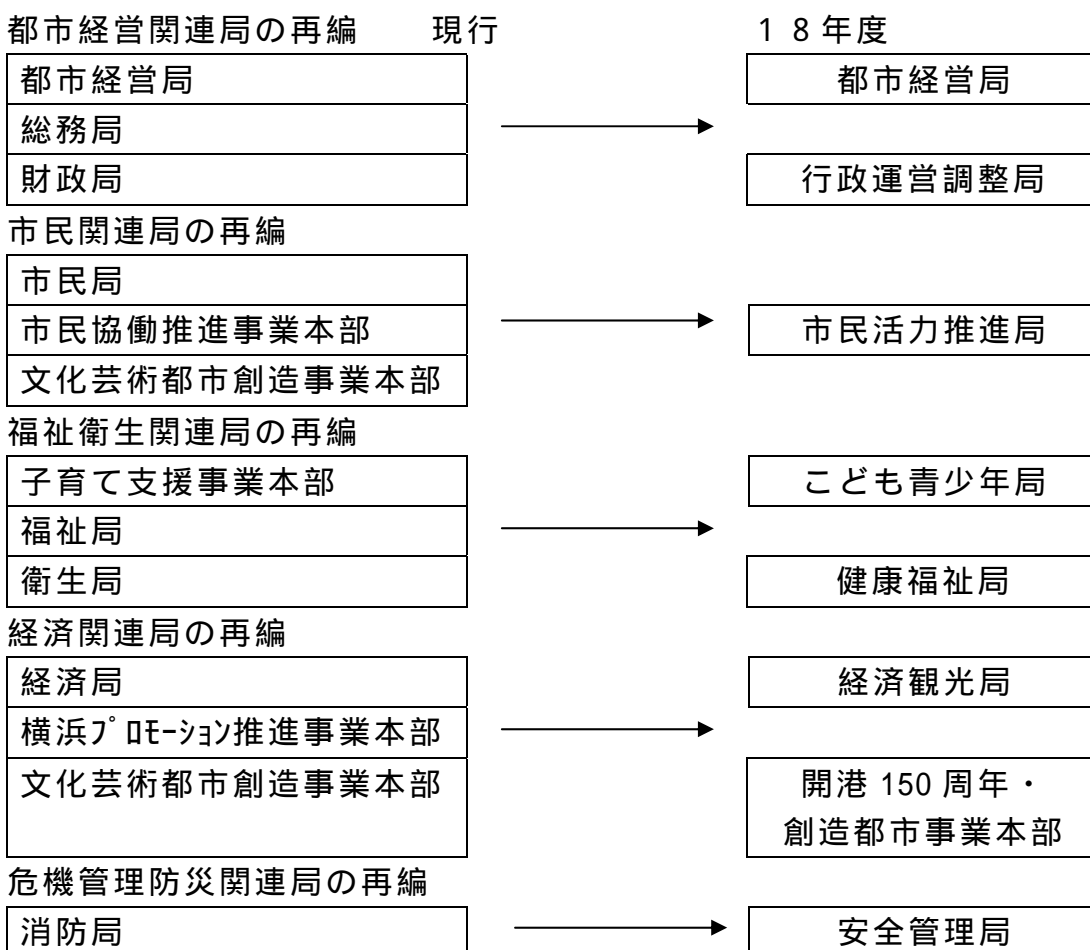 都市経営関連局の再編 現行 １８年度
都市経営局 都市経営局
総務局
財政局 行政運営調整局
市民関連局の再編
市民局
市民協働推進事業本部 市民活力推進局
文化芸術都市創造事業本部
福祉衛生関連局の再編
子育て支援事業本部 こども青少年局
福祉局
衛生局 健康福祉局
経済関連局の再編
経済局 経済観光局
横浜ﾌﾟﾛﾓｰｼｮﾝ推進事業本部
文化芸術都市創造事業本部 開港 150 周年・
創造都市事業本部
危機管理防災関連局の再編
消防局 安全管理局